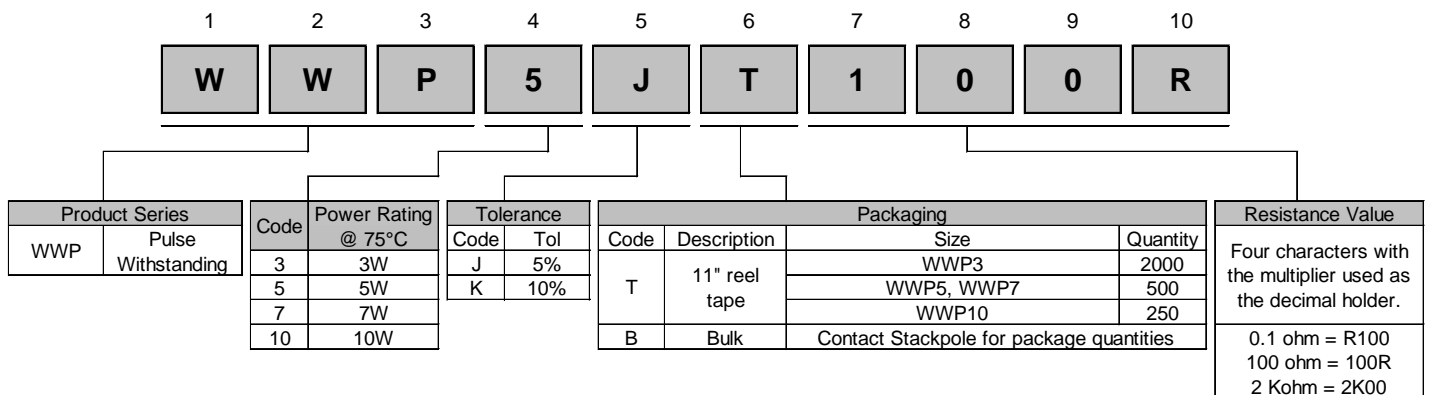 1 2 3 4 5 6 7 8 9 10
W W P 5 J T 1 0 0 R
Product Series
WWP Pulse Withstanding
Code Power Rating @ 75°C
3 3W
5 5W
7 7W
10 10W
Tolerance
Code Tol
J 5%
K 10%
Packaging
Code Description Size Quantity
T 11" reel tape WWP3 2000
WWP5, WWP7 500
WWP10 250
B Bulk Contact Stackpole for package quantities
Resistance Value
Four characters with
the multiplier used as
the decimal holder.
0.1 ohm = R100
100 ohm = 100R
2 Kohm = 2K00